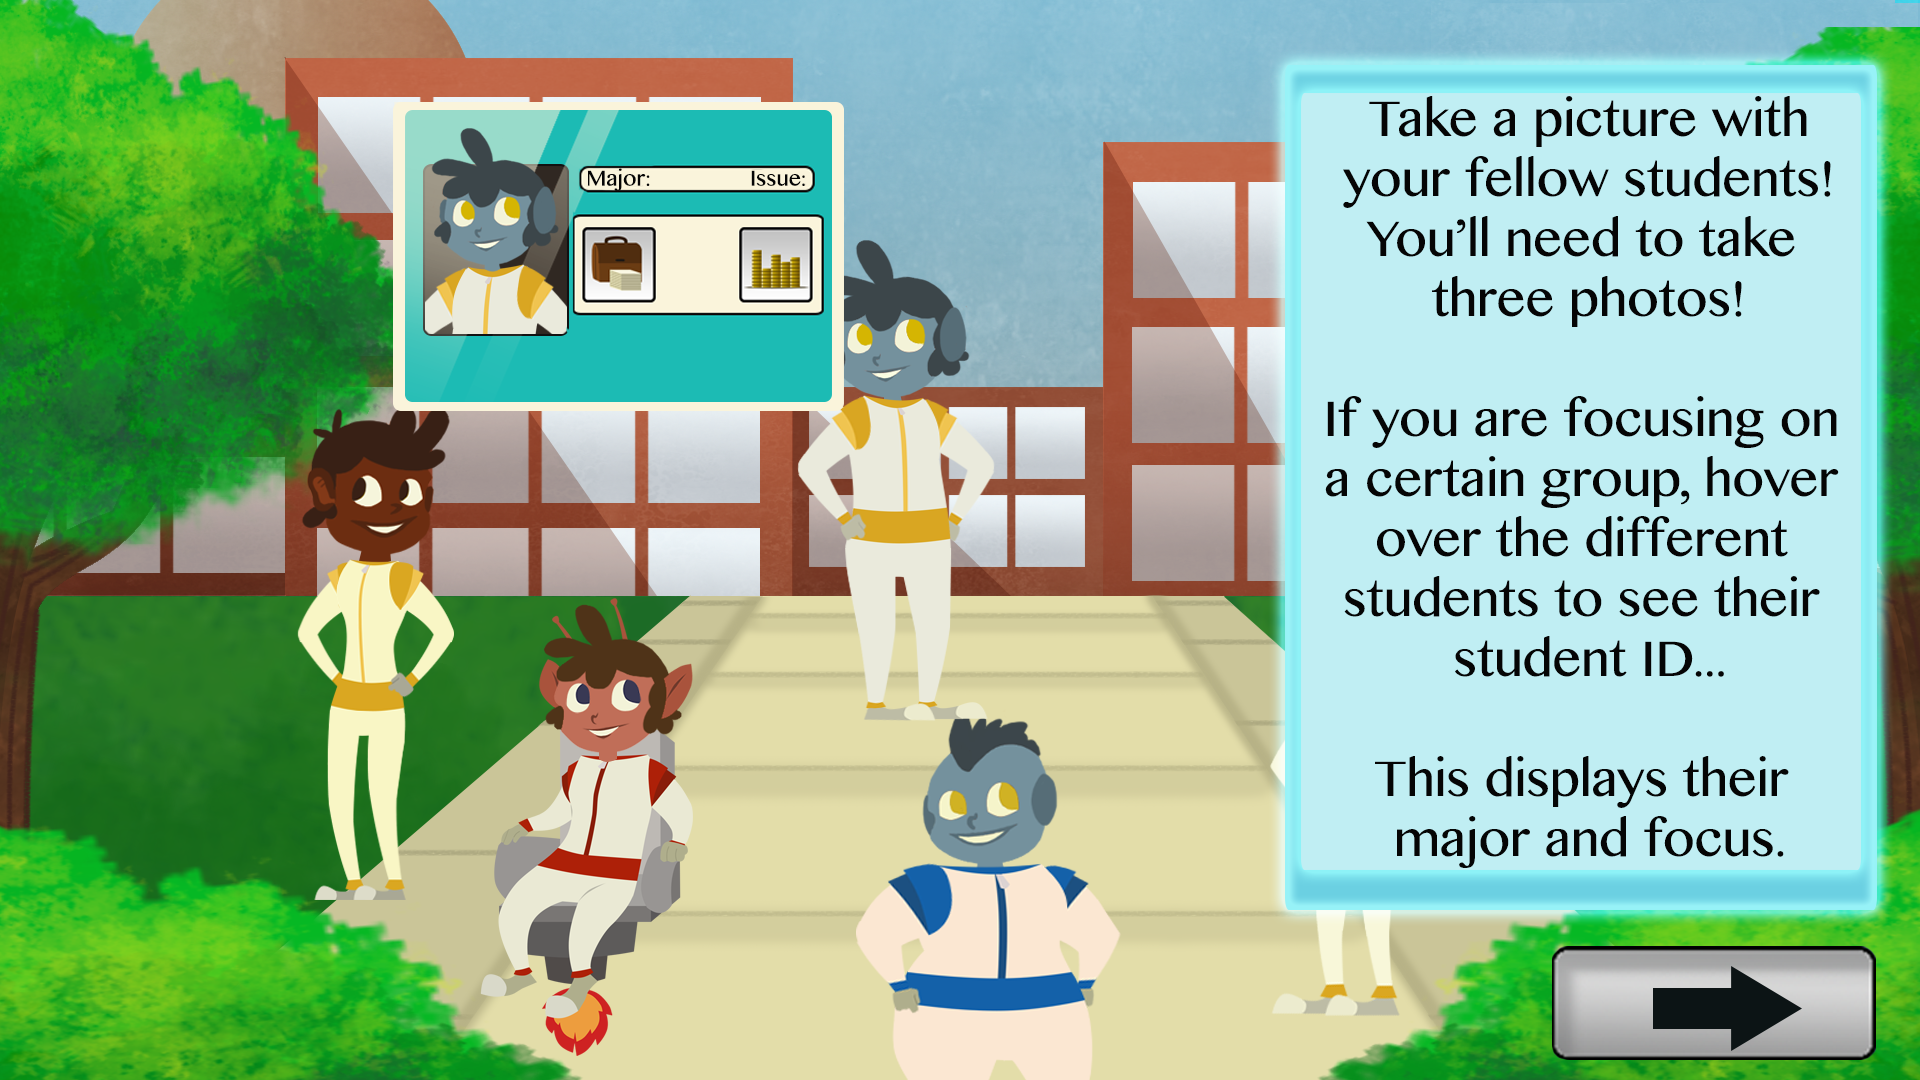 Major: Issue:
Take a picture with
your fellow students!
You'll need to take
three photos!
If you are focusing on
a certain group, hover
over the different
students to see their
student ID...
This displays their
major and focus.